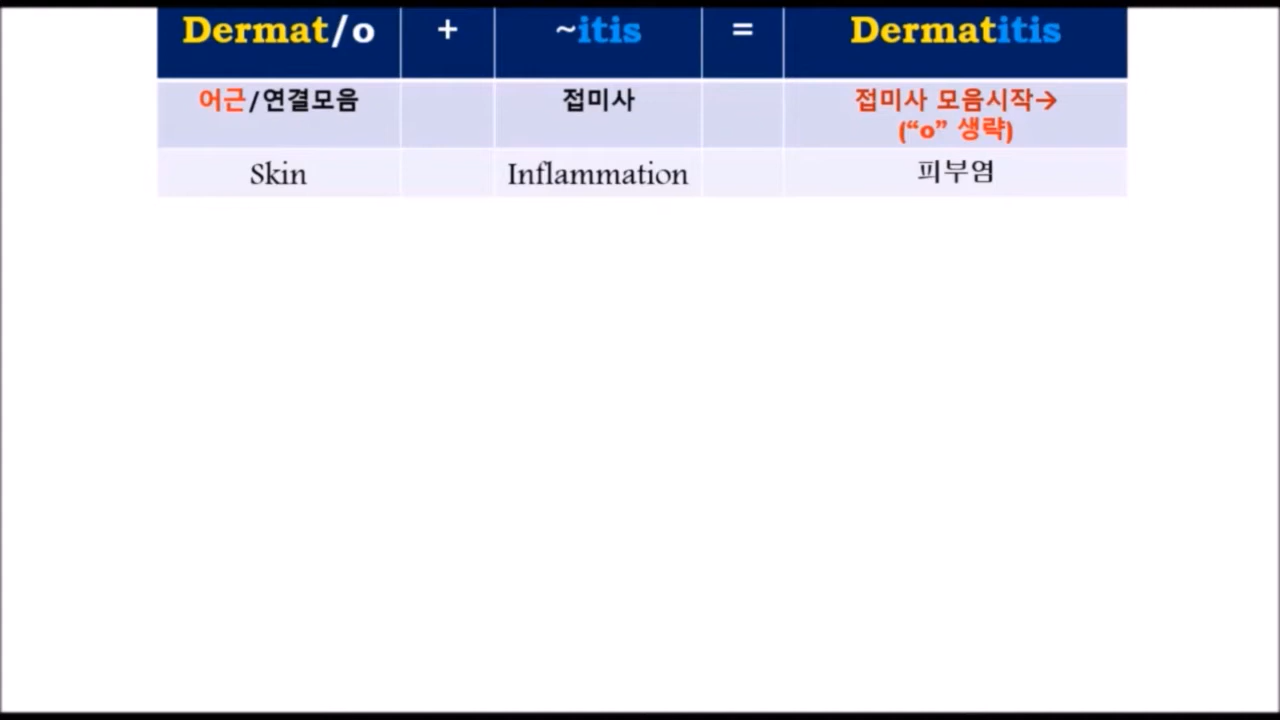 Dermat/o + ~itis = Dermatitis
어근/연결모음 접미사 접미사 모음시작→
("o" 생략)
Skin Inflammation 피부염